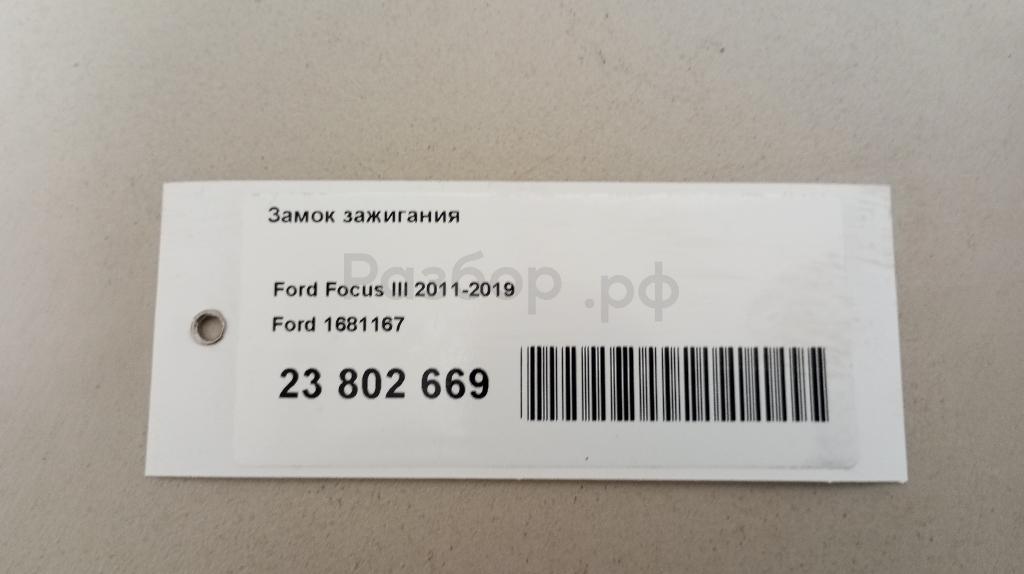 Замок зажигания
Разбор.рф
Ford Focus III 2011-2019
Ford 1681167
23 802 669